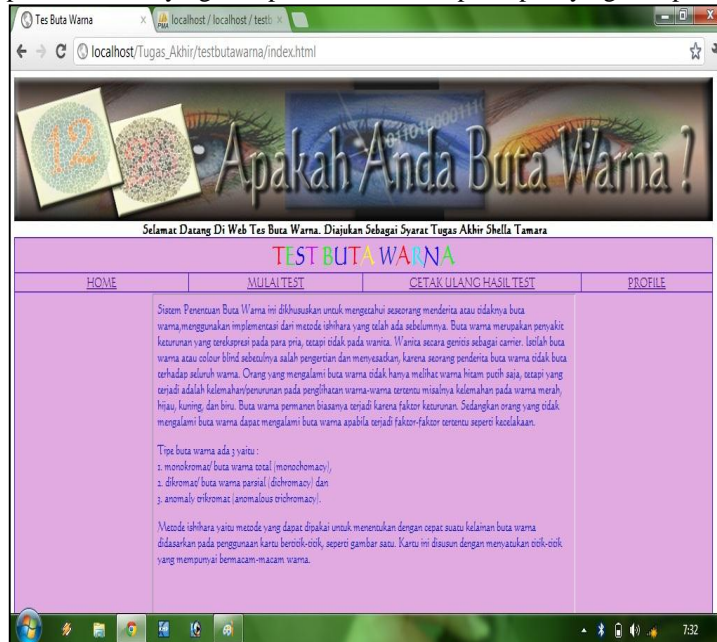 Tes Buta Warna
localhost / localhost / testb
localhost/Tugas_Akhir/testbutawarna/index.html
12
Apakah Anda Buta Warna ?
Selamat Datang Di Web Tes Buta Warna. Diajukan Sebagai Syarat Tugas Akhir Shella Tamara
TEST BUTA WARNA
HOME MULAI TEST CETAK ULANG HASIL TEST PROFILE
Sistem Penentuan Buta Warna ini dikhususkan untuk mengetahui seseorang menderita atau tidaknya buta
warna,menggunakan implementasi dari metode ishihara yang telah ada sebelumnya. Buta warna merupakan penyakit
keturunan yang terekspresi pada para pria, tetapi tidak pada wanita. Wanita secara genitis sebagai carrier. Istilah buta
warna atau colour blind sebetulnya salah pengertian dan menyesatkan, karena seorang penderita buta warna tidak buta
terhadap seluruh warna. Orang yang mengalami buta warna tidak hanya melihat warna hitam putih saja, tetapi yang
terjadi adalah kelemahan/penurunan pada penglihatan warna-warna tertentu misalnya kelemahan pada warna merah,
hijau, kuning, dan biru. Buta warna permanen biasanya terjadi karena faktor keturunan. Sedangkan orang yang tidak
mengalami buta warna dapat mengalami buta warna apabila terjadi faktor-faktor tertentu seperti kecelakaan.
Tipe buta warna ada 3 yaitu :
1. monokromat/ buta warna total (monochomacy),
2. dikromat/ buta warna parsial (dichromacy) dan
3. anomaly trikromat (anomalous trichromacy).
Metode ishihara yaitu metode yang dapat dipakai untuk menentukan dengan cepat suatu kelainan buta warna
didasarkan pada penggunaan kartu bertitik-titik, seperti gambar satu. Kartu ini disusun dengan menyatukan titik-titik
yang mempunyai bermacam-macam warna.
7:32